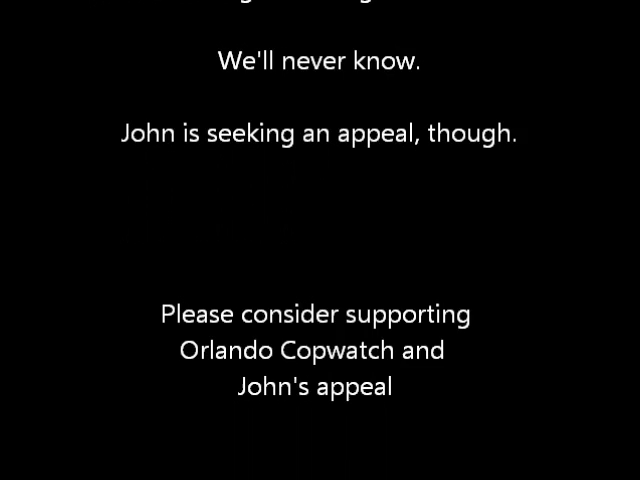 We'll never know.
John is seeking an appeal, though.
Please consider supporting
Orlando Copwatch and
John's appeal